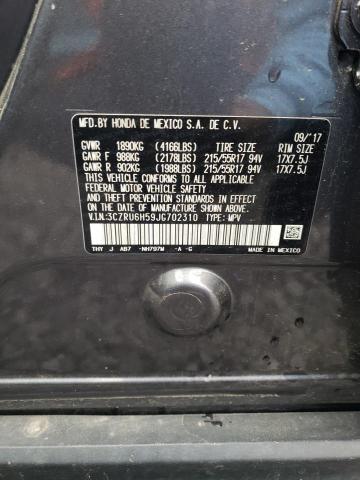 MFD.BY HONDA DE MEXICO S.A. DE C.V.
09/'17
GVWR 1890KG (4166LBS) TIRE SIZE RIM SIZE
GAWR F 988KG (2178LBS) 215/55R17 94V 17X7.5J
GAWR R 902KG (1988LBS) 215/55R17 94V 17X7.5J
THIS VEHICLE CONFORMS TO ALL APPLICABLE
FEDERAL MOTOR VEHICLE SAFETY, BUMPER,
AND THEFT PREVENTION STANDARDS IN EFFECT ON THE
DATE OF MANUFACTURE SHOWN ABOVE.
V.I.N:3CZRU6H59JG702310 TYPE: MPV
THY J AB7 -NH797M -A -G
MADE IN MEXICO